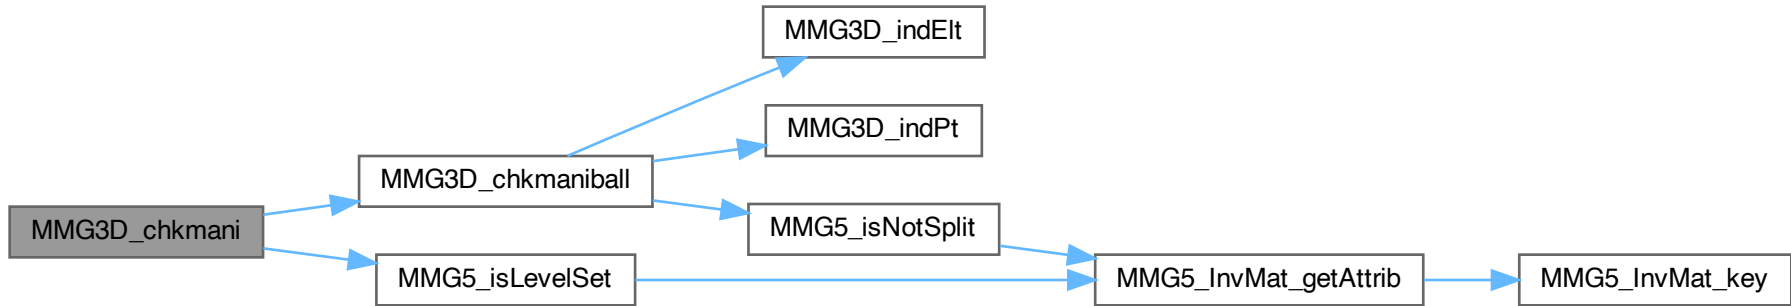 MMG3D_indElt
MMG3D_indPt
MMG3D_chkmaniball
MMG3D_chkmani
MMG5_isNotSplit
MMG5_isLevelSet
MMG5_InvMat_getAttrib
MMG5_InvMat_key